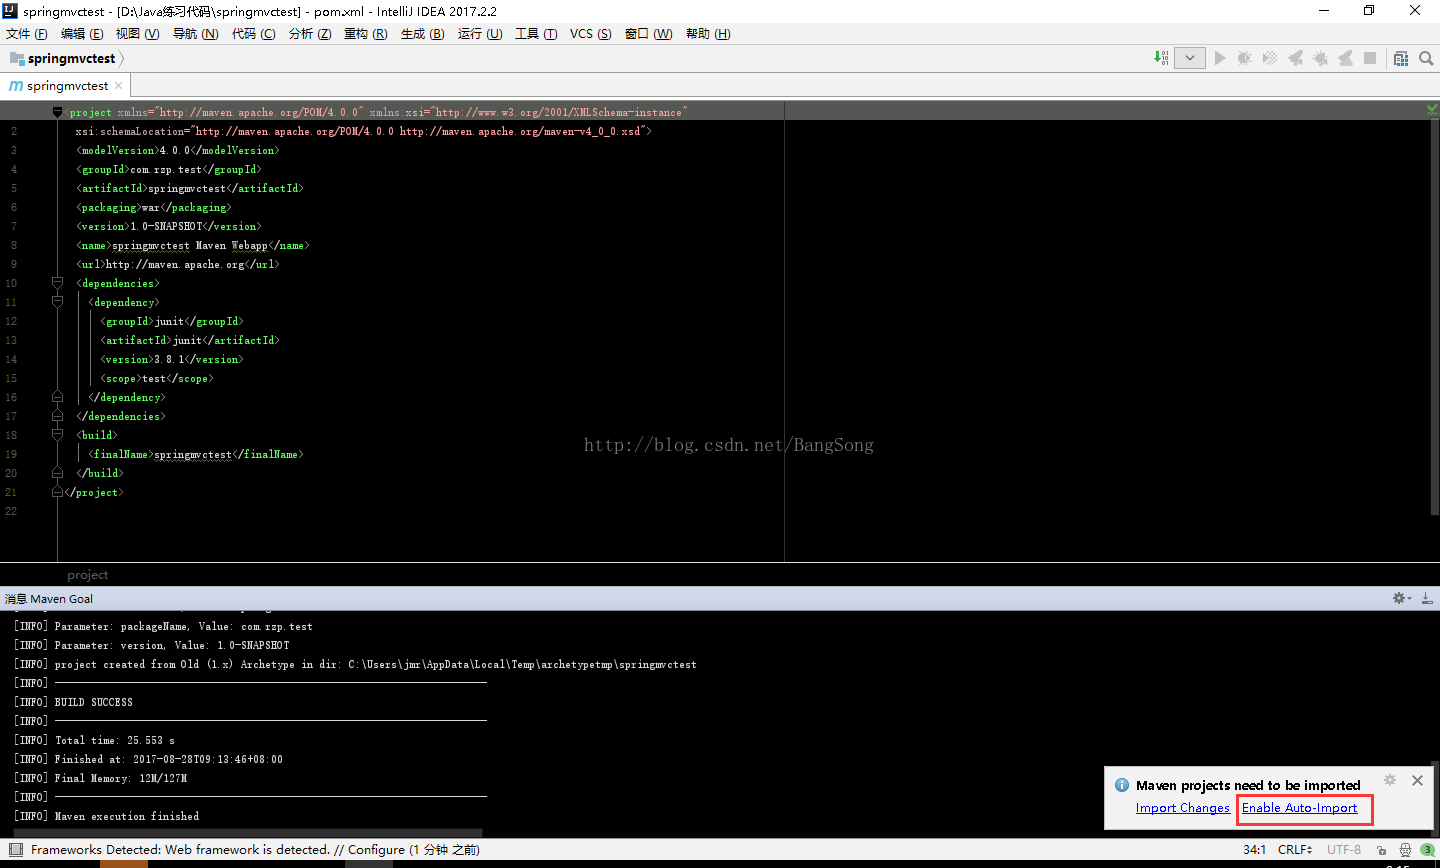 springmvctest - [D:\Java练习代码\springmvctest] - pom.xml - IntelliJ IDEA 2017.2.2
文件 (F) 编辑 (E) 视图 (V) 导航 (N) 代码 (C) 分析 (Z) 重构 (R) 生成 (B) 运行 (U) 工具 (T) VCS (S) 窗口 (W) 帮助 (H)
springmvctest
springmvctest
<project xmlns="http://maven.apache.org/POM/4.0.0" xmlns:xsi="http://www.w3.org/2001/XMLSchema-instance"
2 xsi:schemaLocation="http://maven.apache.org/POM/4.0.0 http://maven.apache.org/maven-v4_0_0.xsd">
3 <modelVersion>4.0.0</modelVersion>
4 <groupId>com.rzp.test</groupId>
5 <artifactId>springmvctest</artifactId>
6 <packaging>war</packaging>
7 <version>1.0-SNAPSHOT</version>
8 <name>springmvctest Maven Webapp</name>
9 <url>http://maven.apache.org</url>
10 <dependencies>
11 <dependency>
12 <groupId>junit</groupId>
13 <artifactId>junit</artifactId>
14 <version>3.8.1</version>
15 <scope>test</scope>
16 </dependency>
17 </dependencies>
18 <build>
19 <finalName>springmvctest</finalName>
20 </build>
21 </project>
22
http://blog.csdn.net/BangSong
project
消息 Maven Goal
[INFO] Parameter: packageName, Value: com.rzp.test
[INFO] Parameter: version, Value: 1.0-SNAPSHOT
[INFO] project created from Old (1.x) Archetype in dir: C:\Users\jmr\AppData\Local\Temp\archetypetmp\springmvctest
[INFO] ------------------------------------------------------------------------
[INFO] BUILD SUCCESS
[INFO] ------------------------------------------------------------------------
[INFO] Total time: 25.553 s
[INFO] Finished at: 2017-08-28T09:13:46+08:00
[INFO] Final Memory: 12M/127M
[INFO] ------------------------------------------------------------------------
[INFO] Maven execution finished
Maven projects need to be imported
Import Changes Enable Auto-Import
Frameworks Detected: Web framework is detected. // Configure (1 分钟 之前)
34:1 CRLF UTF-8 3